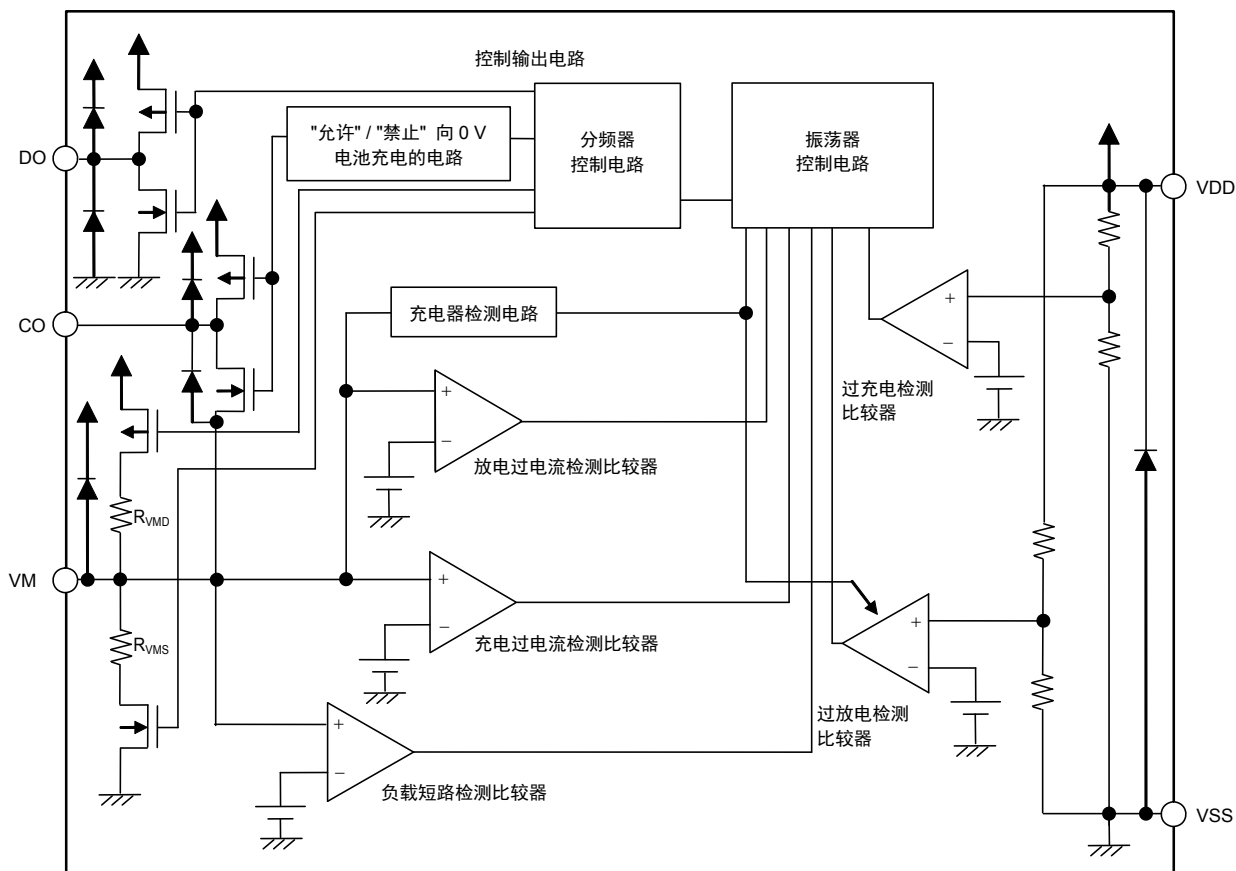 控制输出电路
"允许" / "禁止" 向 0 V
电池充电的电路
分频器
控制电路
振荡器
控制电路
DO
VDD
CO
充电器检测电路
+
−
过充电检测
比较器
+
−
放电过电流检测比较器
RVMD
VM
+
−
充电过电流检测比较器
RVMS
+
−
过放电检测
比较器
+
−
负载短路检测比较器
VSS